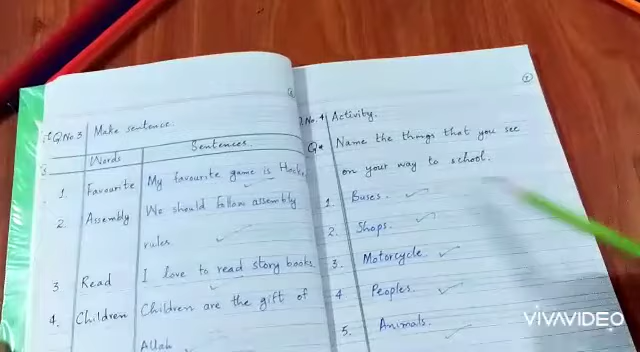 Q.No.3 Make sentence.
Words Sentences
1. Favourite My favourite game is
2. Assembly We should follow assembly
rules.
3 Read I love to read story books.
4. Children Children are the gift of
Allah
No.4 Activity.
Q* Name the things that you see
on your way to school.
1. Buses.
2. Shops.
3. Motorcycle.
4 Peoples.
5. Animals.
VIVAVIDEO